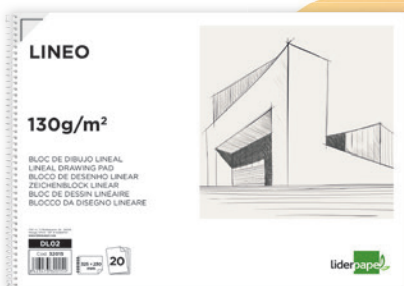 LINEO
130g/m²
BLOC DE DIBUJO LINEAL
LINEAL DRAWING PAD
BLOCO DE DESENHO LINEAR
ZEICHENBLOCK LINEAR
BLOC DE DESSIN LINÉAIRE
BLOCCO DA DISEGNO LINEARE
DL02
20
liderpapel